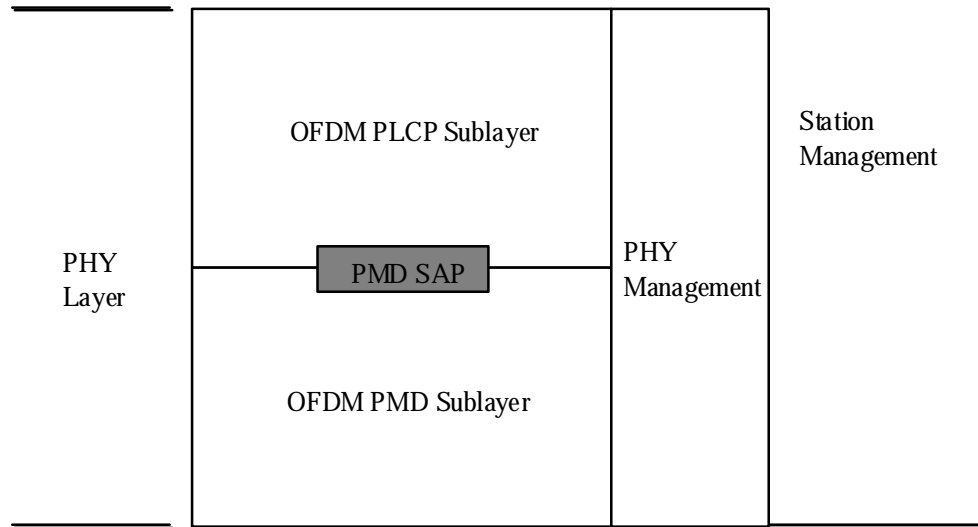 OFDM PLCP Sublayer
Station
Management
PHY
Layer
PMD SAP
PHY
Management
OFDM PMD Sublayer